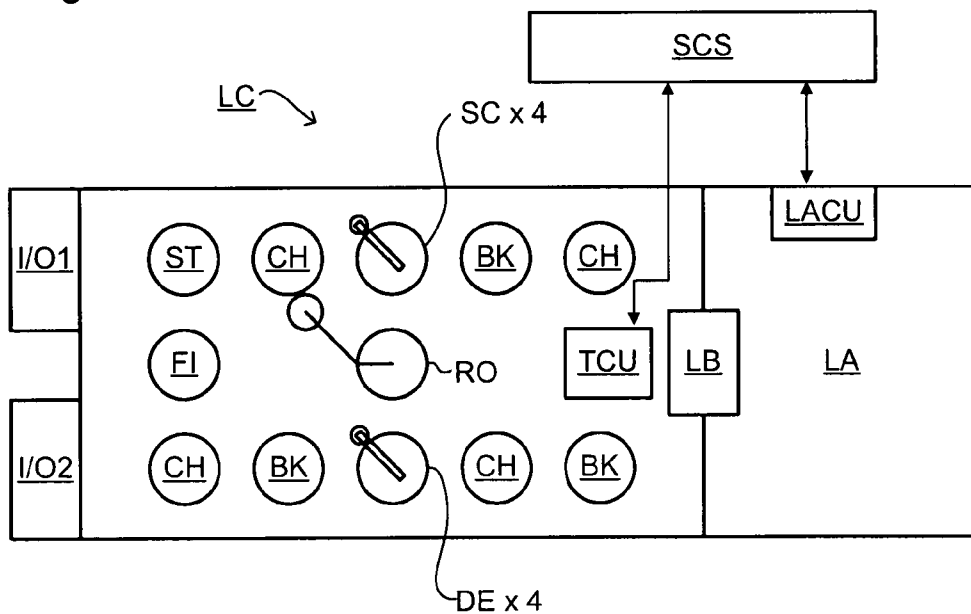 SCS
LC
SC x 4
I/O1
ST
CH
BK
CH
LACU
FI
RO
TCU
LB
LA
I/O2
CH
BK
CH
BK
DE x 4